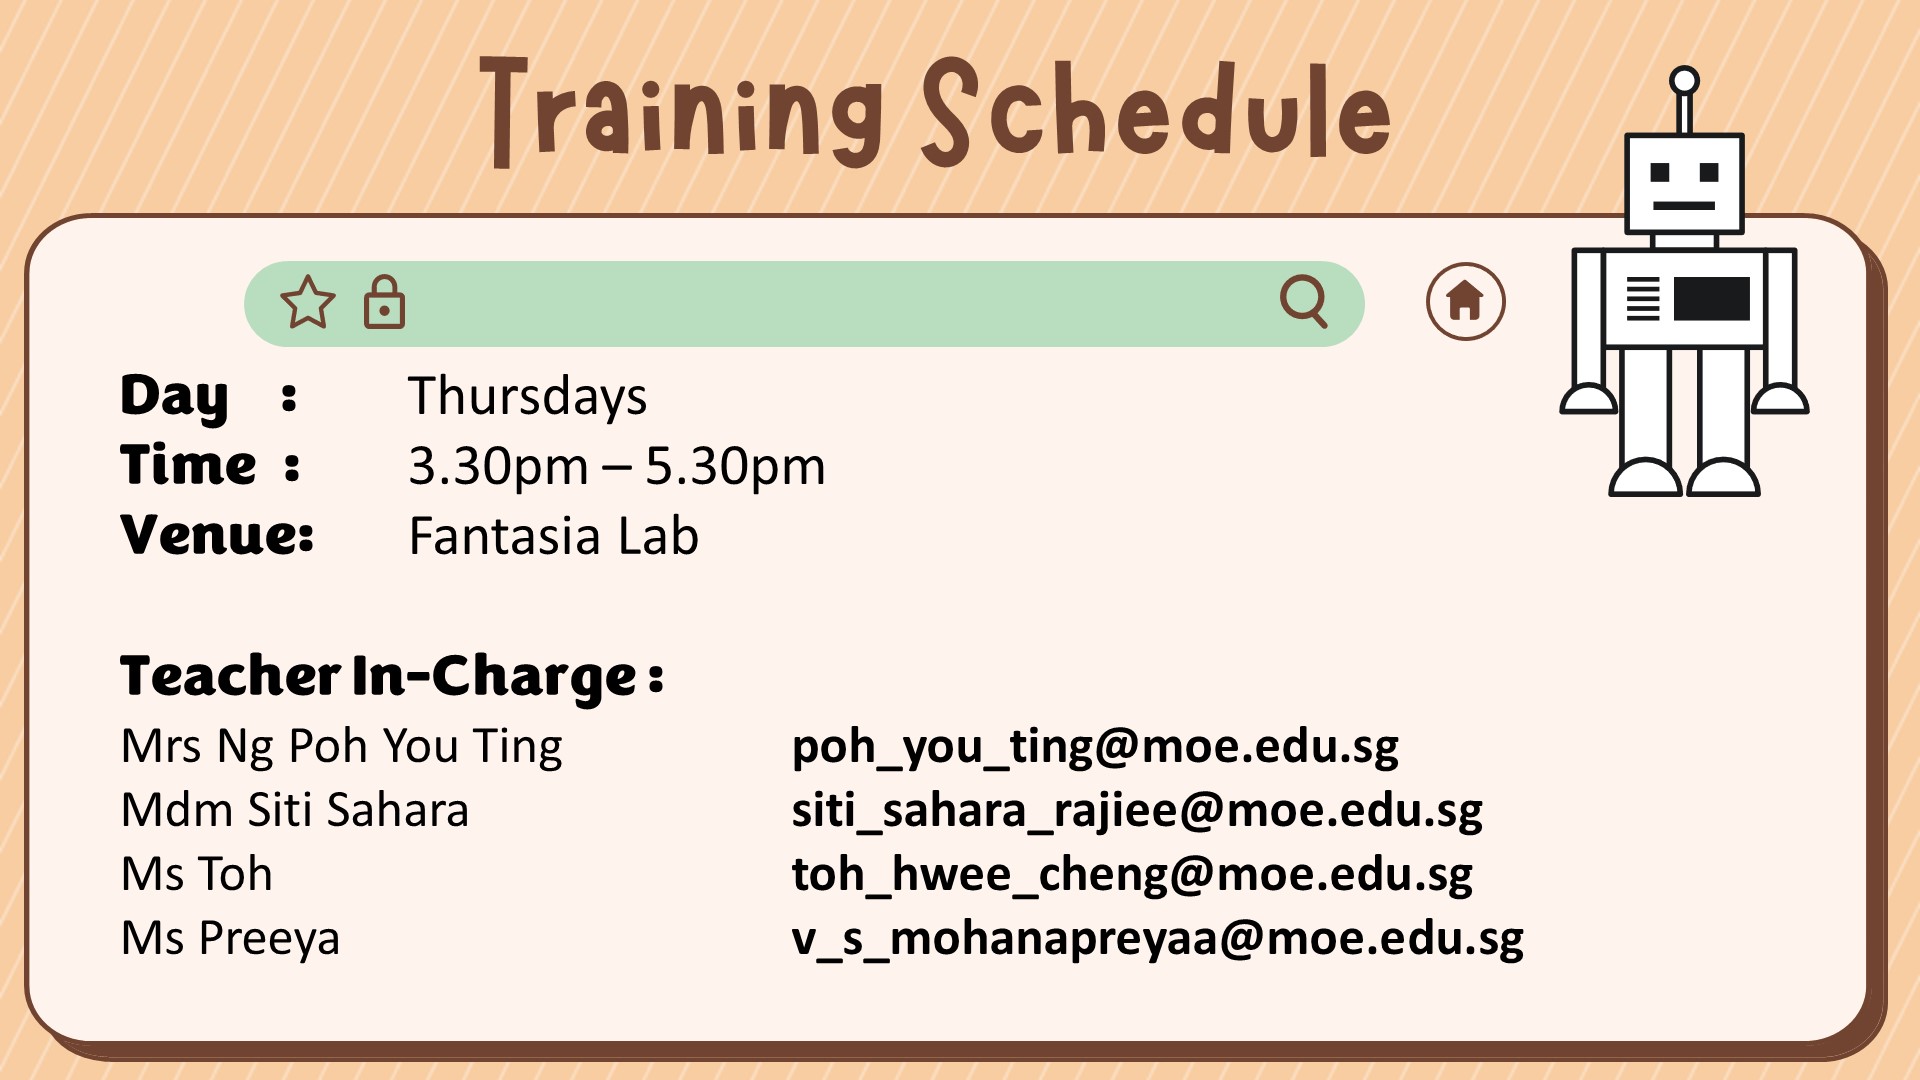 Training Schedule
Day : Thursdays
Time : 3.30pm – 5.30pm
Venue: Fantasia Lab
Teacher In-Charge :
Mrs Ng Poh You Ting poh_you_ting@moe.edu.sg
Mdm Siti Sahara siti_sahara_rajiee@moe.edu.sg
Ms Toh toh_hwee_cheng@moe.edu.sg
Ms Preeya v_s_mohanapreyaa@moe.edu.sg